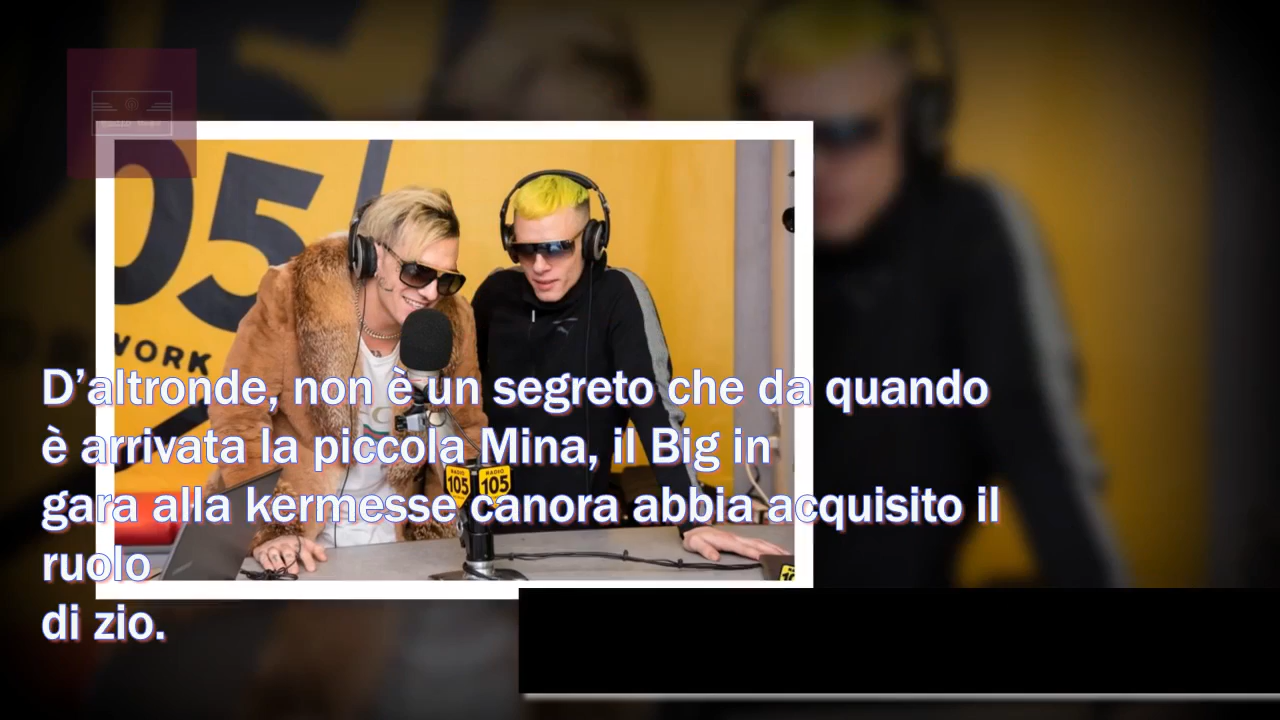 05
WORK
D’altronde, non è un segreto che da quando
è arrivata la piccola Mina, il Big in
gara alla kermesse canora abbia acquisito il
ruolo
di zio.
RADIO
105
RADIO
105